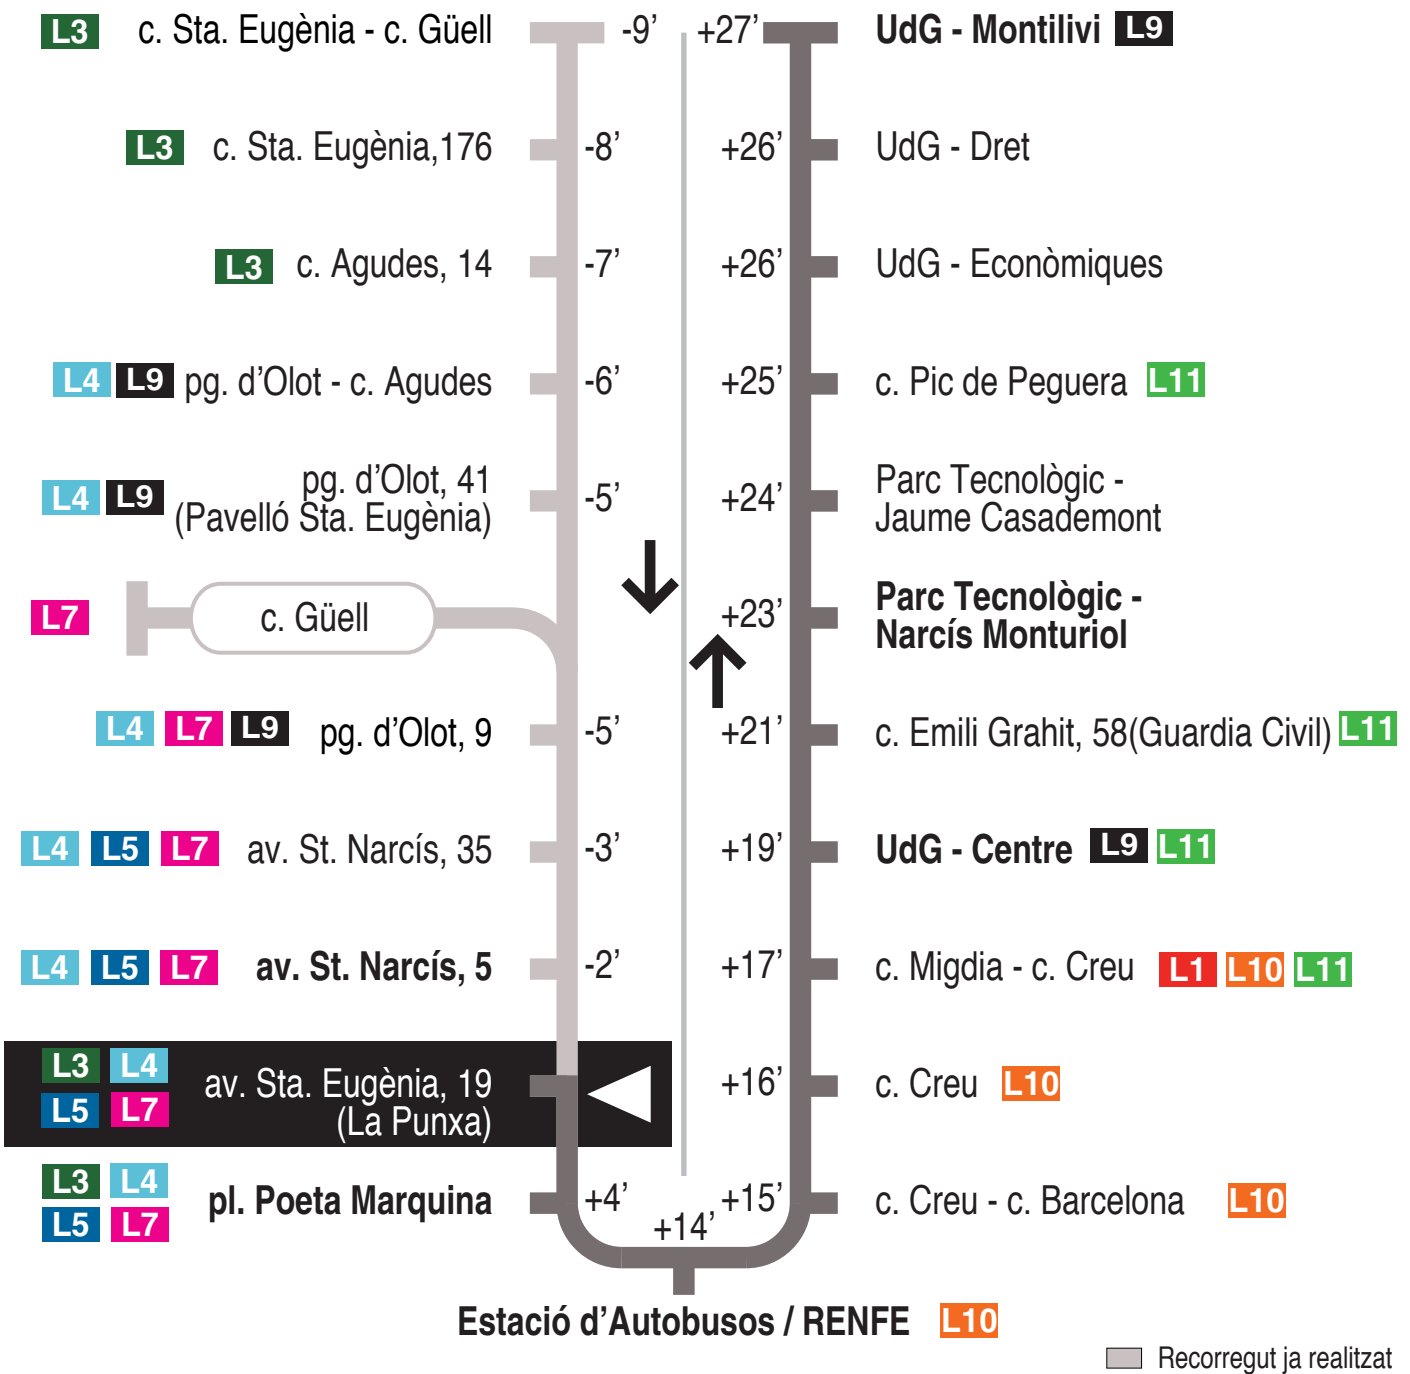 L3 c. Sta. Eugènia - c. Güell -9’
L3 c. Sta. Eugènia,176 -8’
L3 c. Agudes, 14 -7’
L4 L9 pg. d’Olot - c. Agudes -6’
pg. d’Olot, 41
L4 L9 (Pavelló Sta. Eugènia) -5’
L7 c. Güell
L4 L7 L9 pg. d’Olot, 9 -5’
L4 L5 L7 av. St. Narcís, 35 -3’
L4 L5 L7 av. St. Narcís, 5 -2’
L3 L4 av. Sta. Eugènia, 19
L5 L7 (La Punxa)
L3 L4
L5 L7 pl. Poeta Marquina +4’
+14’
Estació d’Autobusos / RENFE L10
+15’ c. Creu - c. Barcelona L10
+16’ c. Creu L10
+17’ c. Migdia - c. Creu L1 L10 L11
+19’ UdG - Centre L9 L11
+21’ c. Emili Grahit, 58(Guardia Civil) L11
+23’ Parc Tecnològic -
Narcís Monturiol
+24’ Parc Tecnològic -
Jaume Casademont
+25’ c. Pic de Peguera L11
+26’ UdG - Econòmiques
+26’ UdG - Dret
+27’ UdG - Montilivi L9
Recorregut ja realitzat